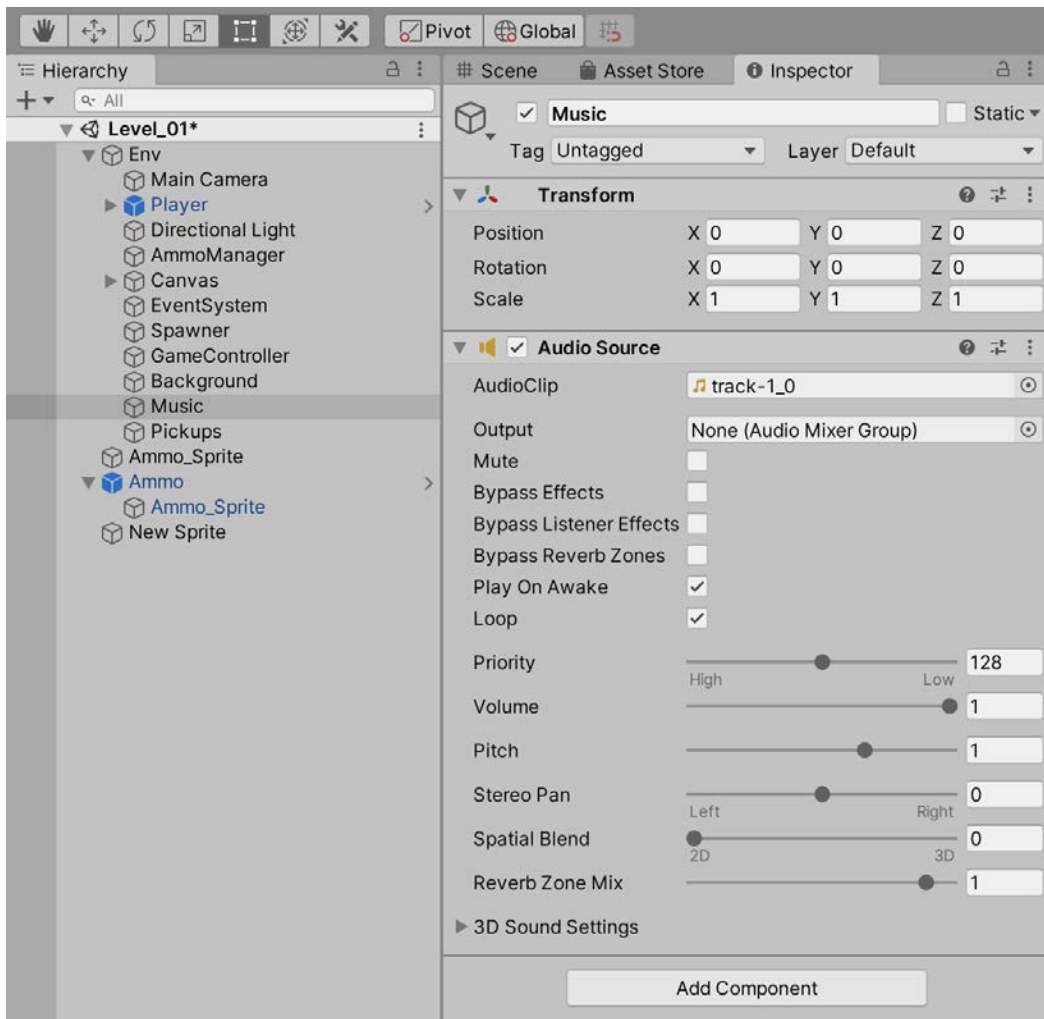 Pivot Global
Hierarchy
All
Level_01*
Env
Main Camera
Player
Directional Light
AmmoManager
Canvas
EventSystem
Spawner
GameController
Background
Music
Pickups
Ammo_Sprite
Ammo
Ammo_Sprite
New Sprite
Scene Asset Store Inspector
Music Static
Tag Untagged Layer Default
Transform
Position X 0 Y 0 Z 0
Rotation X 0 Y 0 Z 0
Scale X 1 Y 1 Z 1
Audio Source
AudioClip track-1_0
Output None (Audio Mixer Group)
Mute
Bypass Effects
Bypass Listener Effects
Bypass Reverb Zones
Play On Awake
Loop
Priority 128
High Low
Volume 1
Pitch 1
Stereo Pan 0
Left Right
Spatial Blend 0
2D 3D
Reverb Zone Mix 1
3D Sound Settings
Add Component